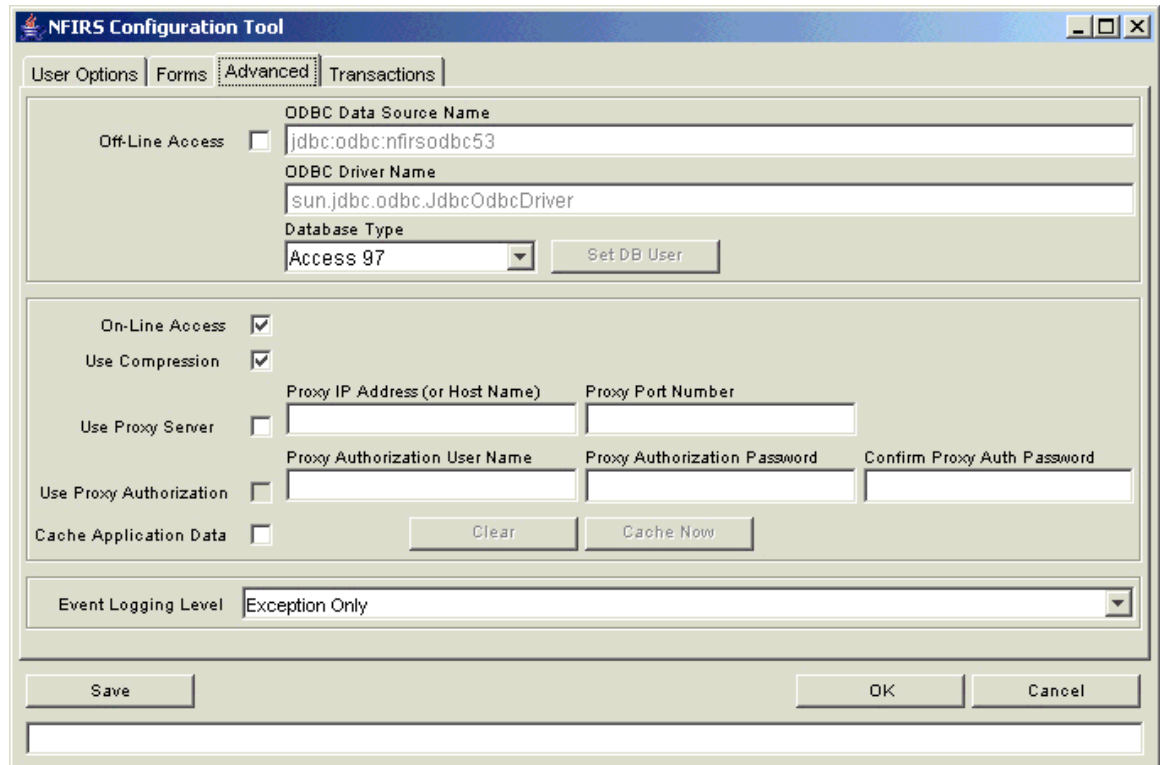 NFIRS Configuration Tool
User Options Forms Advanced Transactions
ODBC Data Source Name
Off-Line Access jdbc:odbc:nfirsodbc53
ODBC Driver Name
sun.jdbc.odbc.JdbcOdbcDriver
Database Type
Access 97 Set DB User
On-Line Access
Use Compression
Proxy IP Address (or Host Name) Proxy Port Number
Use Proxy Server
Proxy Authorization User Name Proxy Authorization Password Confirm Proxy Auth Password
Use Proxy Authorization
Cache Application Data Clear Cache Now
Event Logging Level Exception Only
Save OK Cancel